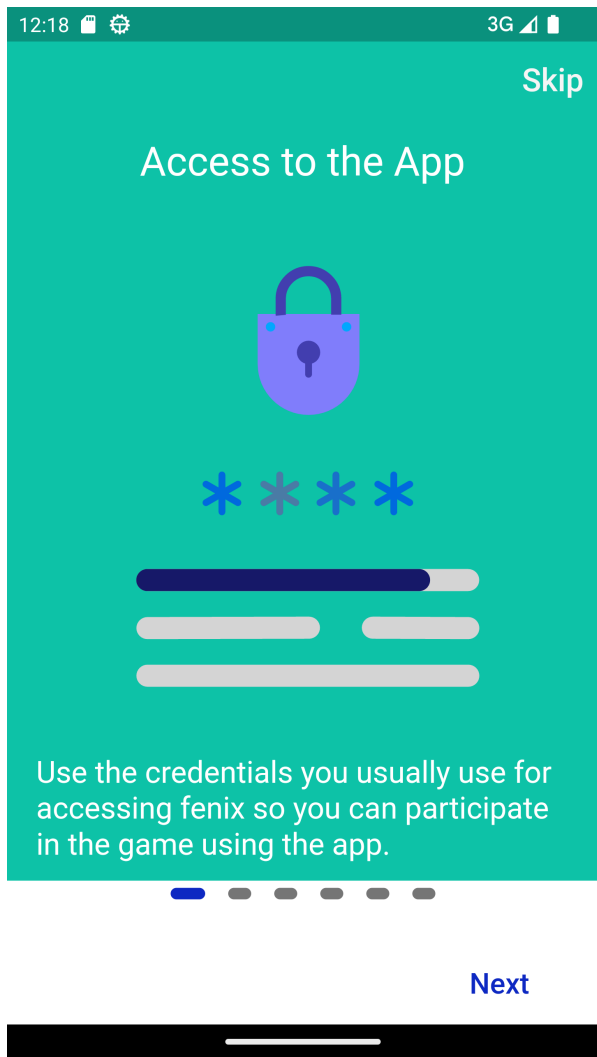 12:18
3G
Skip
Access to the App
Use the credentials you usually use for
accessing fenix so you can participate
in the game using the app.
Next